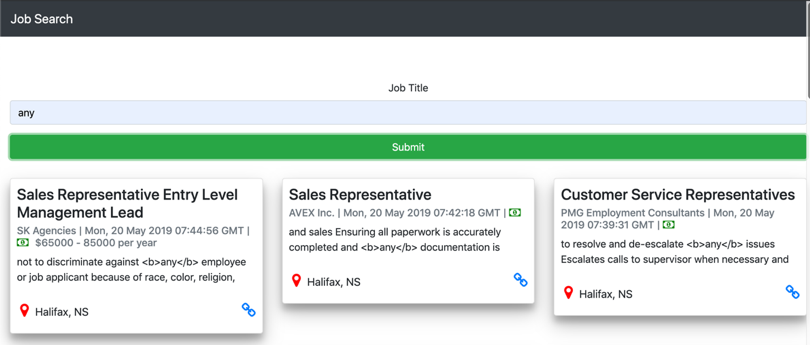 Job Search
Job Title
any
Submit
Sales Representative Entry Level
Management Lead
SK Agencies | Mon, 20 May 2019 07:44:56 GMT |
$65000 - 85000 per year
not to discriminate against <b>any</b> employee
or job applicant because of race, color, religion,
Halifax, NS
Sales Representative
AVEX Inc. | Mon, 20 May 2019 07:42:18 GMT |
and sales Ensuring all paperwork is accurately
completed and <b>any</b> documentation is
Halifax, NS
Customer Service Representatives
PMG Employment Consultants | Mon, 20 May
2019 07:39:31 GMT |
to resolve and de-escalate <b>any</b> issues
Escalates calls to supervisor when necessary and
Halifax, NS